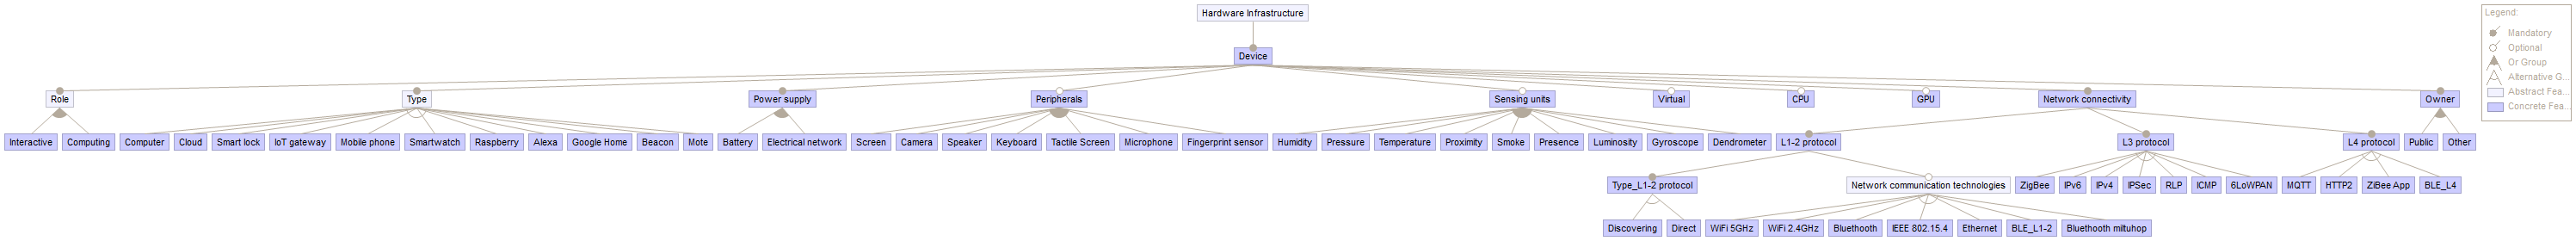 Hardware Infrastructure
Legend:
Mandatory
Optional
Or Group
Alternative G...
Abstract Fea...
Concrete Fea...
Device
Role
Type
Power supply
Peripherals
Sensing units
Virtual
CPU
GPU
Network connectivity
Owner
Interactive
Computing
Computer
Cloud
Smart lock
IoT gateway
Mobile phone
Smartwatch
Raspberry
Alexa
Google Home
Beacon
Mote
Battery
Electrical network
Screen
Camera
Speaker
Keyboard
Tactile Screen
Microphone
Fingerprint sensor
Humidity
Pressure
Temperature
Proximity
Smoke
Presence
Luminosity
Gyroscope
Dendrometer
L1-2 protocol
L3 protocol
L4 protocol
Public
Other
Type_L1-2 protocol
Network communication technologies
ZigBee
IPv6
IPv4
IPSec
RLP
ICMP
6LoWPAN
MQTT
HTTP2
ZiBee App
BLE_L4
Discovering
Direct
WiFi 5GHz
WiFi 2.4GHz
Bluethooth
IEEE 802.15.4
Ethernet
BLE_L1-2
Bluethooth miltuhop